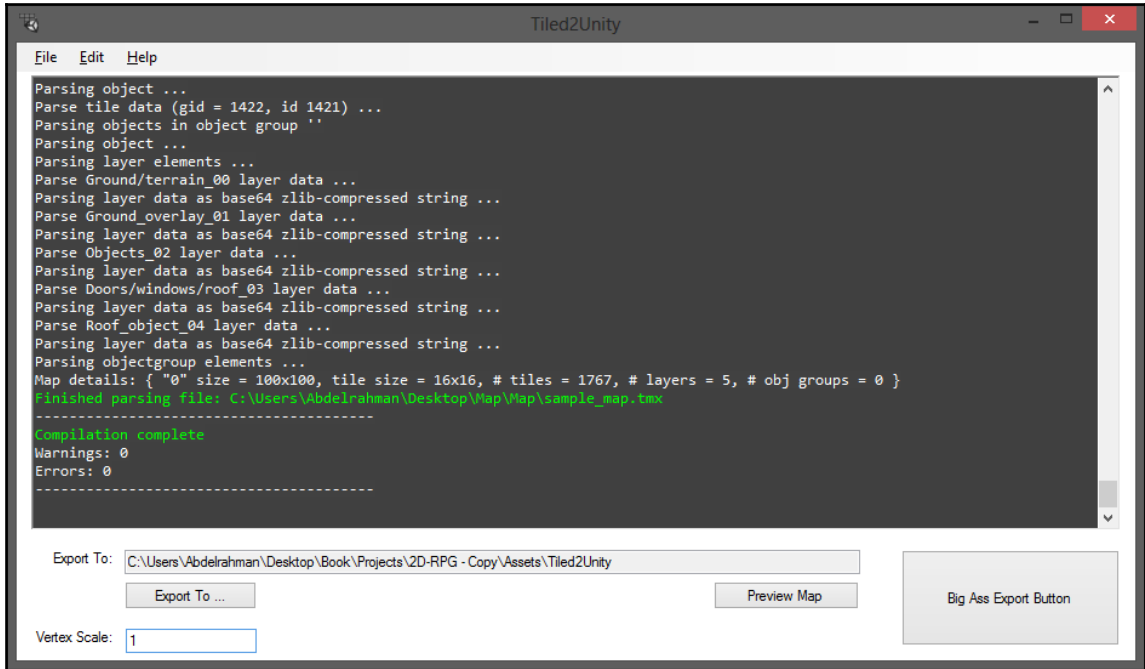 Tiled2Unity
File Edit Help
Parsing object ...
Parse tile data (gid = 1422, id 1421) ...
Parsing objects in object group ''
Parsing object ...
Parsing layer elements ...
Parse Ground/terrain_00 layer data ...
Parsing layer data as base64 zlib-compressed string ...
Parse Ground_overlay_01 layer data ...
Parsing layer data as base64 zlib-compressed string ...
Parse Objects_02 layer data ...
Parsing layer data as base64 zlib-compressed string ...
Parse Doors/windows/roof_03 layer data ...
Parsing layer data as base64 zlib-compressed string ...
Parse Roof_object_04 layer data ...
Parsing layer data as base64 zlib-compressed string ...
Parsing objectgroup elements ...
Map details: { "0" size = 100x100, tile size = 16x16, # tiles = 1767, # layers = 5, # obj groups = 0 }
Finished parsing file: C:\Users\Abdelrahman\Desktop\Map\Map\sample_map.tmx
----------------------------------------
Compilation complete
Warnings: 0
Errors: 0
----------------------------------------
Export To: C:\Users\Abdelrahman\Desktop\Book\Projects\2D-RPG - Copy\Assets\Tiled2Unity
Export To ... Preview Map Big Ass Export Button
Vertex Scale: 1